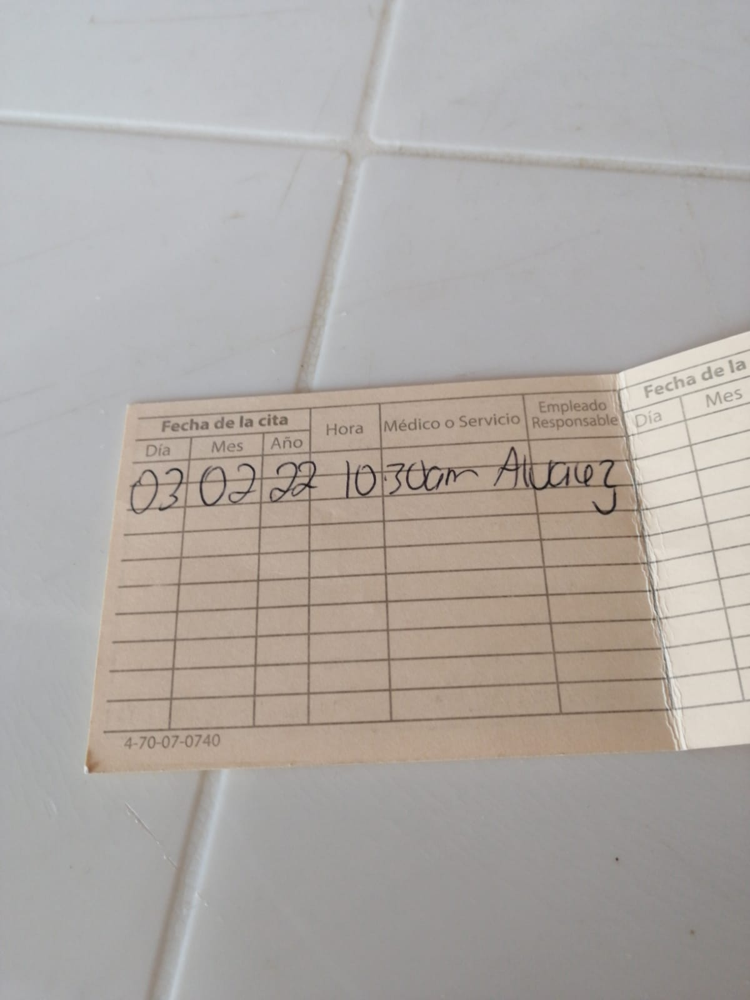 Fecha de la cita Hora Médico o Servicio Empleado Responsable
Día Mes Año
03 02 22 10:30am Alvarez
4-70-07-0740
Fecha de la
Día Mes